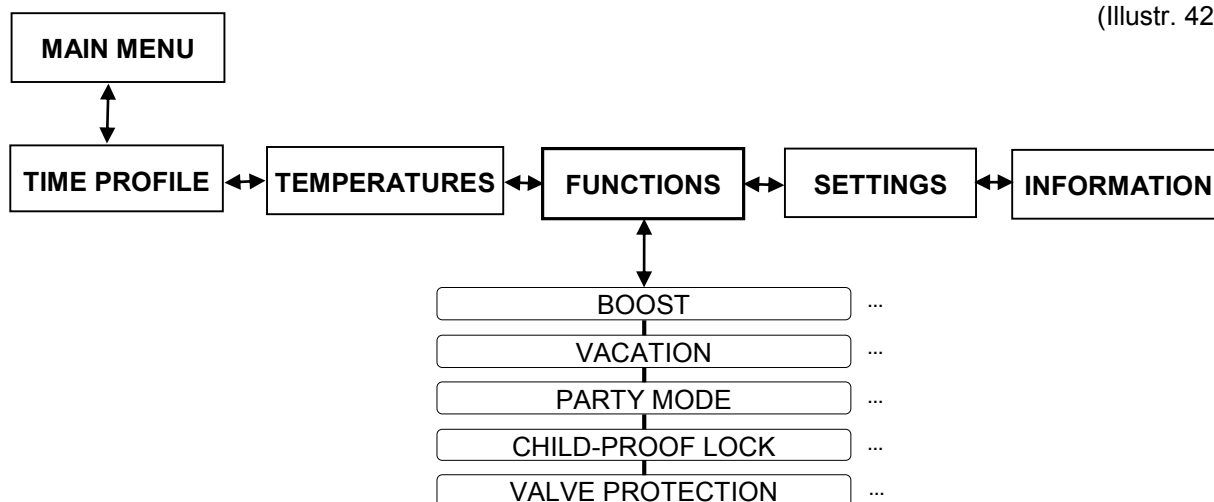 (Illustr. 42
MAIN MENU
TIME PROFILE
TEMPERATURES
FUNCTIONS
SETTINGS
INFORMATION
BOOST
...
VACATION
...
PARTY MODE
...
CHILD-PROOF LOCK
...
VALVE PROTECTION
...